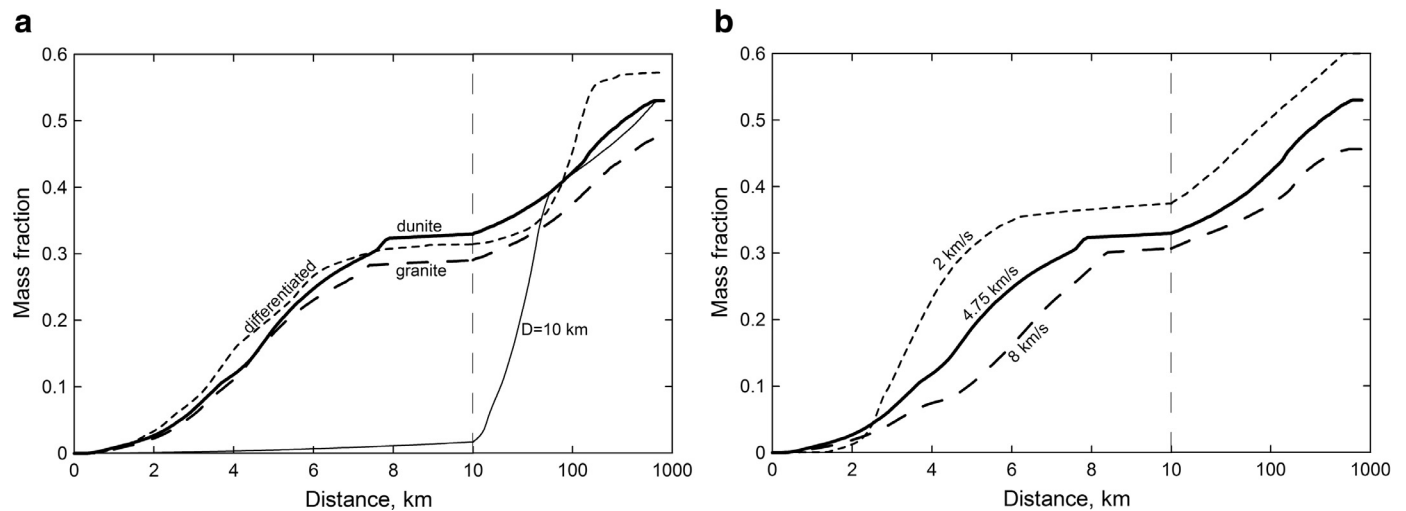 a
Mass fraction
0.6
0.5
0.4
0.3
0.2
0.1
0
dunite
granite
differentiated
D=10 km
0 2 4 6 8 10 100 1000
Distance, km
b
Mass fraction
0.6
0.5
0.4
0.3
0.2
0.1
0
2 km/s
4.75 km/s
8 km/s
0 2 4 6 8 10 100 1000
Distance, km